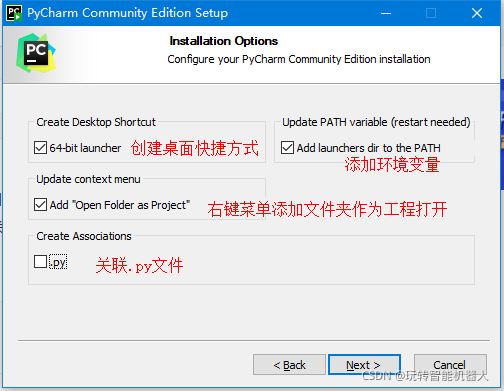 PyCharm Community Edition Setup
PC
Installation Options
Configure your PyCharm Community Edition installation
Create Desktop Shortcut
64-bit launcher 创建桌面快捷方式
Update PATH variable (restart needed)
Add launchers dir to the PATH
添加环境变量
Update context menu
Add "Open Folder as Project" 右键菜单添加文件夹作为工程打开
Create Associations
.py 关联.py文件
< Back
Next >
Cancel
CSDN @玩转智能机器人